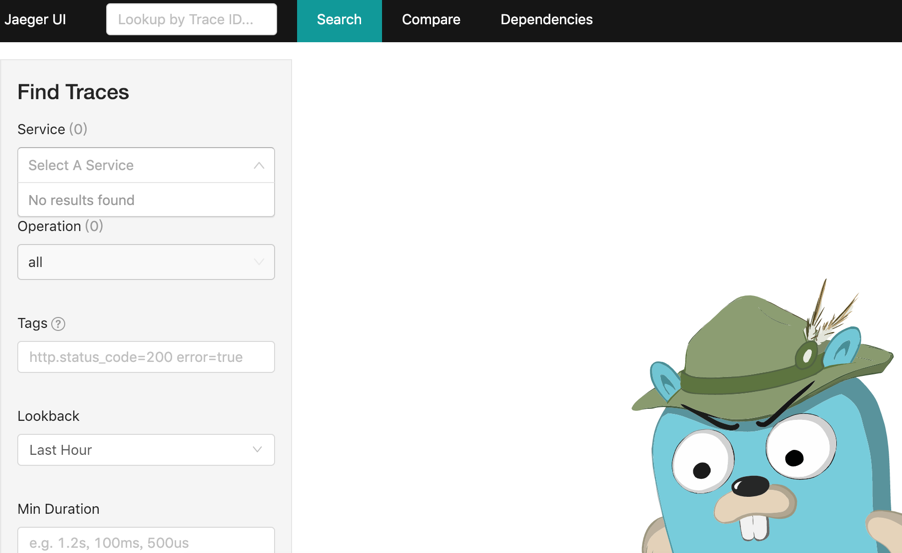 Jaeger UI Lookup by Trace ID... Search Compare Dependencies
Find Traces
Service (0)
Select A Service
No results found
Operation (0)
all
Tags ?
http.status_code=200 error=true
Lookback
Last Hour
Min Duration
e.g. 1.2s, 100ms, 500us